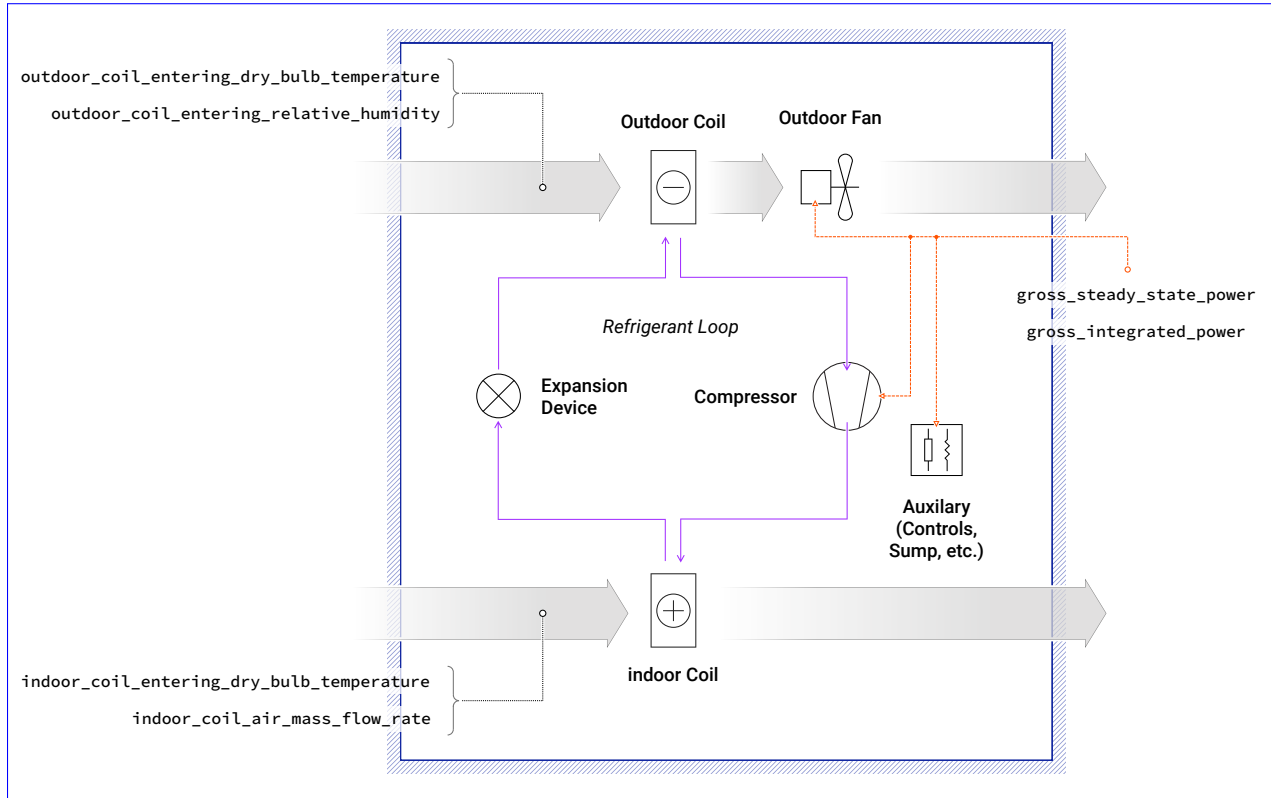 outdoor_coil_entering_dry_bulb_temperature
outdoor_coil_entering_relative_humidity
Outdoor Coil
Outdoor Fan
gross_steady_state_power
gross_integrated_power
Refrigerant Loop
Expansion
Device
Compressor
Auxilary
(Controls,
Sump, etc.)
indoor Coil
indoor_coil_entering_dry_bulb_temperature
indoor_coil_air_mass_flow_rate